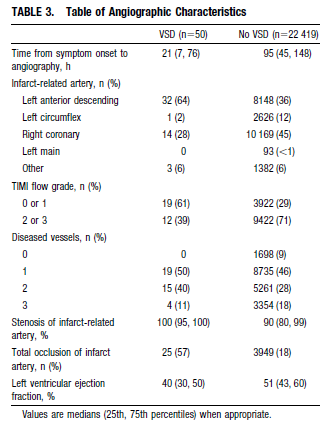 TABLE 3. Table of Angiographic Characteristics
VSD (n=50) No VSD (n=22 419)
Time from symptom onset to 21 (7, 76) 95 (45, 148)
angiography, h
Infarct-related artery, n (%)
Left anterior descending 32 (64) 8148 (36)
Left circumflex 1 (2) 2626 (12)
Right coronary 14 (28) 10 169 (45)
Left main 0 93 (<1)
Other 3 (6) 1382 (6)
TIMI flow grade, n (%)
0 or 1 19 (61) 3922 (29)
2 or 3 12 (39) 9422 (71)
Diseased vessels, n (%)
0 0 1698 (9)
1 19 (50) 8735 (46)
2 15 (40) 5261 (28)
3 4 (11) 3354 (18)
Stenosis of infarct-related 100 (95, 100) 90 (80, 99)
artery, %
Total occlusion of infarct 25 (57) 3949 (18)
artery, n (%)
Left ventricular ejection 40 (30, 50) 51 (43, 60)
fraction, %
Values are medians (25th, 75th percentiles) when appropriate.